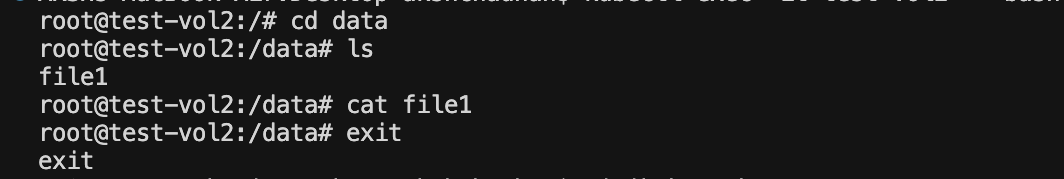 root@test-vol2:/# cd data
root@test-vol2:/data# ls
file1
root@test-vol2:/data# cat file1
root@test-vol2:/data# exit
exit